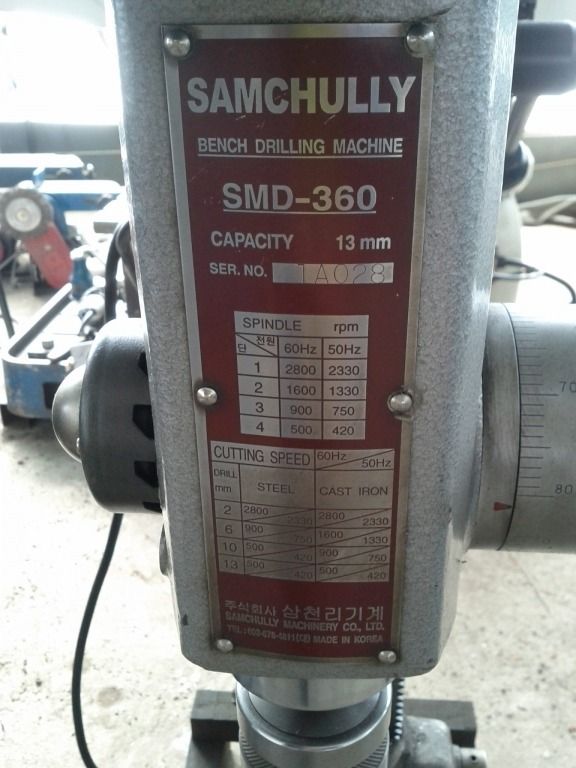 SAMCHULLY
BENCH DRILLING MACHINE
SMD-360
CAPACITY 13 mm
SER. NO. 1A028
SPINDLE rpm
단 전원 60Hz 50Hz
1 2800 2330
2 1600 1330
3 900 750
4 500 420
CUTTING SPEED 60Hz 50Hz
DRILL mm STEEL CAST IRON
2 2800 2330 2800 2330
6 900 750 1600 1330
10 500 420 900 750
13 500 420 500 420
주식회사 삼천리기계
SAMCHULLY MACHINERY CO., LTD.
MADE IN KOREA
70
80